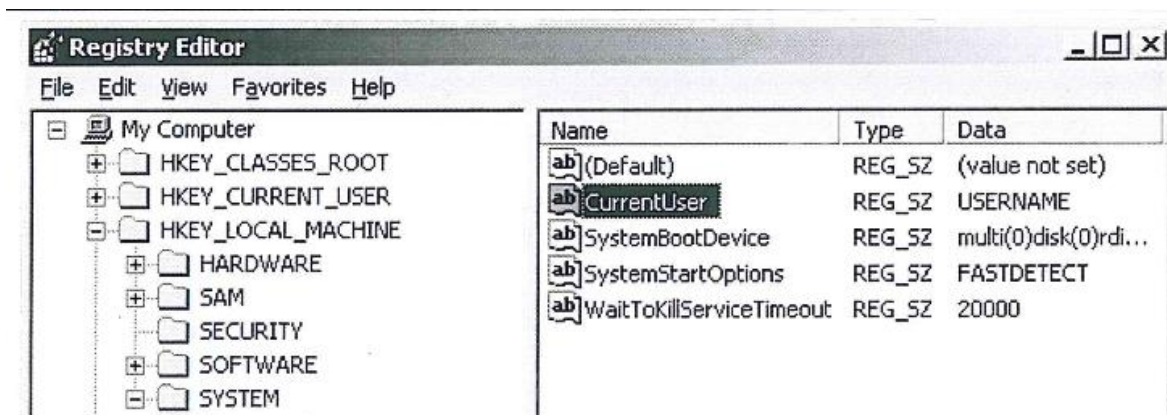 Registry Editor
File Edit View Favorites Help
My Computer
HKEY_CLASSES_ROOT
HKEY_CURRENT_USER
HKEY_LOCAL_MACHINE
HARDWARE
SAM
SECURITY
SOFTWARE
SYSTEM
Name Type Data
(Default) REG_SZ (value not set)
CurrentUser REG_SZ USERNAME
SystemBootDevice REG_SZ multi(0)disk(0)rdi...
SystemStartOptions REG_SZ FASTDETECT
WaitToKillServiceTimeout REG_SZ 20000